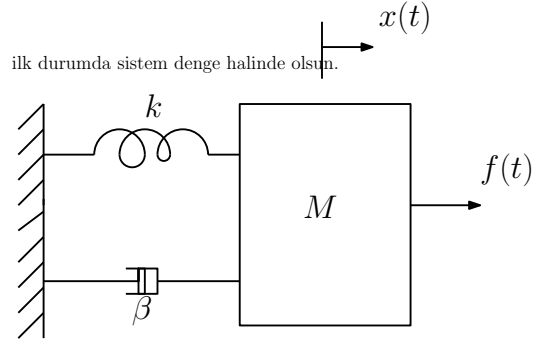 x(t)
ilk durumda sistem denge halinde olsun.
k
f(t)
M
β